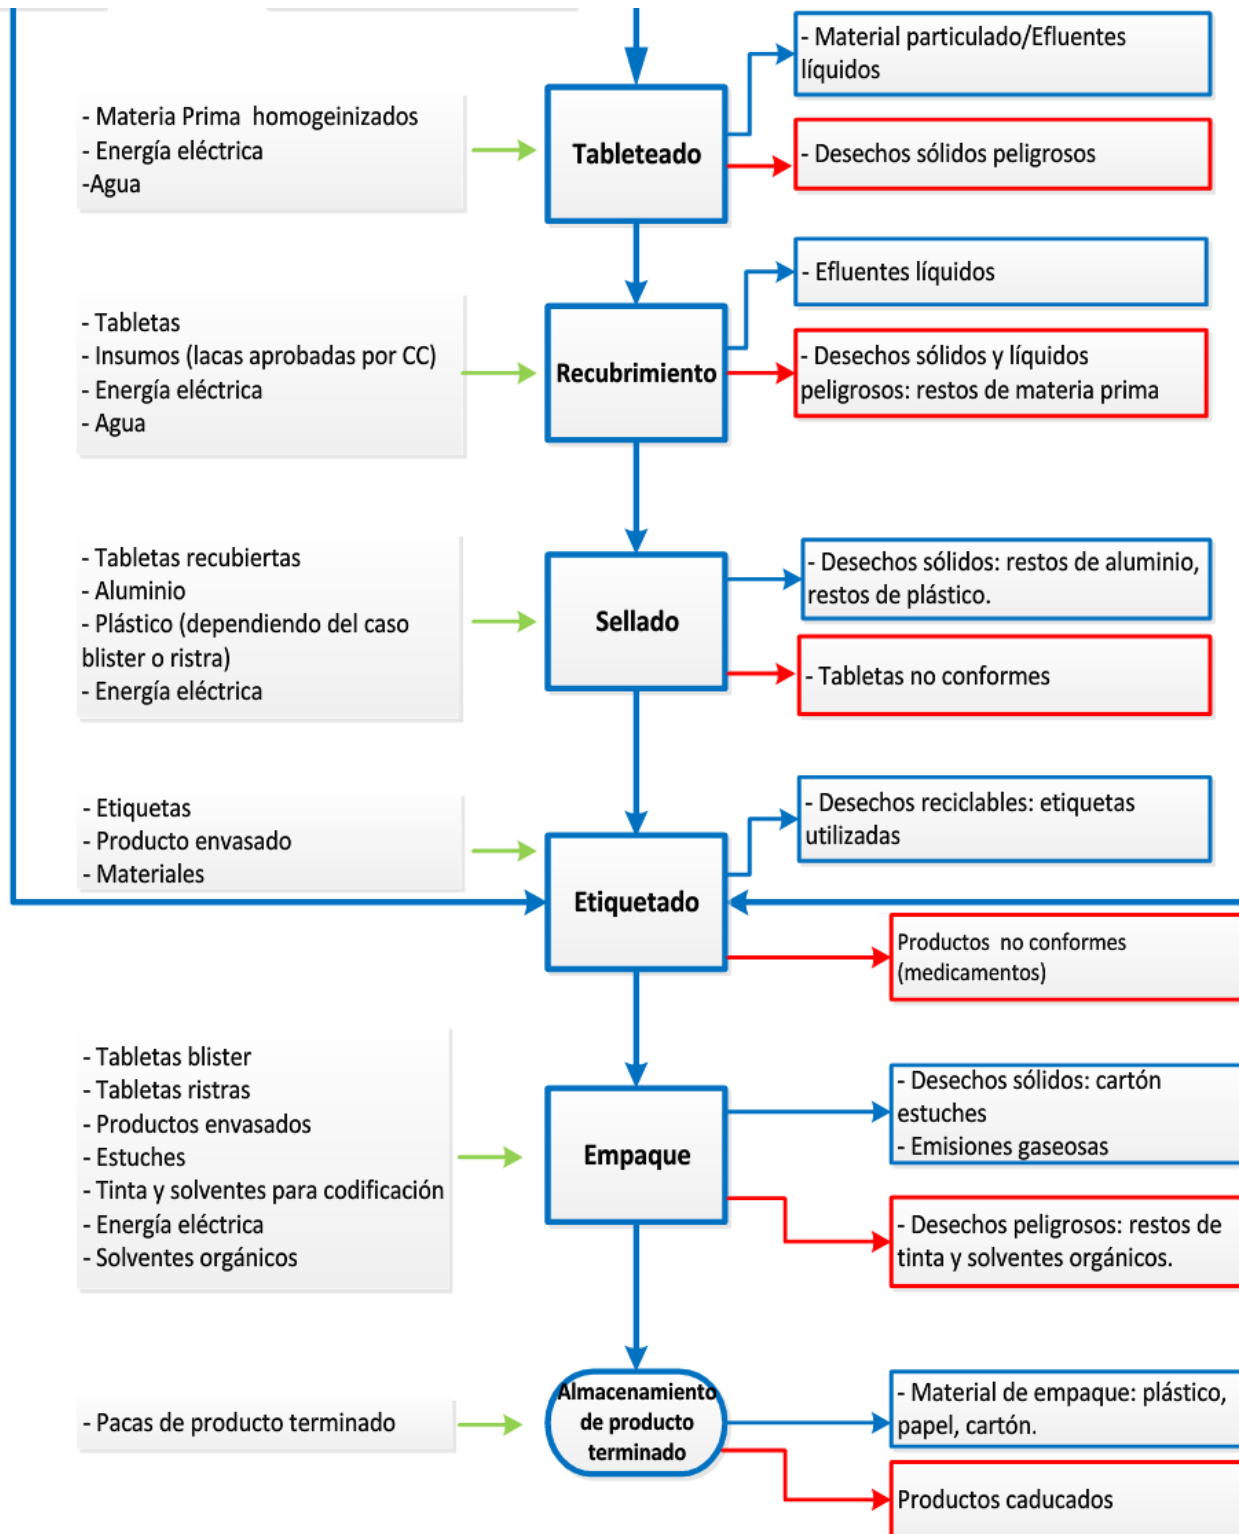 - Materia Prima  homogeinizados
- Energía eléctrica
-Agua
Tableteado
- Material particulado/Efluentes
líquidos
- Desechos sólidos peligrosos
- Tabletas
- Insumos (lacas aprobadas por CC)
- Energía eléctrica
- Agua
Recubrimiento
- Efluentes líquidos
- Desechos sólidos y líquidos
peligrosos: restos de materia prima
- Tabletas recubiertas
- Aluminio
- Plástico (dependiendo del caso
blister o ristra)
- Energía eléctrica
Sellado
- Desechos sólidos: restos de aluminio,
restos de plástico.
- Tabletas no conformes
- Etiquetas
- Producto envasado
- Materiales
Etiquetado
- Desechos reciclables: etiquetas
utilizadas
Productos  no conformes
(medicamentos)
- Tabletas blister
- Tabletas ristras
- Productos envasados
- Estuches
- Tinta y solventes para codificación
- Energía eléctrica
- Solventes orgánicos
Empaque
- Desechos sólidos: cartón
estuches
- Emisiones gaseosas
- Desechos peligrosos: restos de
tinta y solventes orgánicos.
- Pacas de producto terminado
Almacenamiento
de producto
terminado
- Material de empaque: plástico,
papel, cartón.
Productos caducados